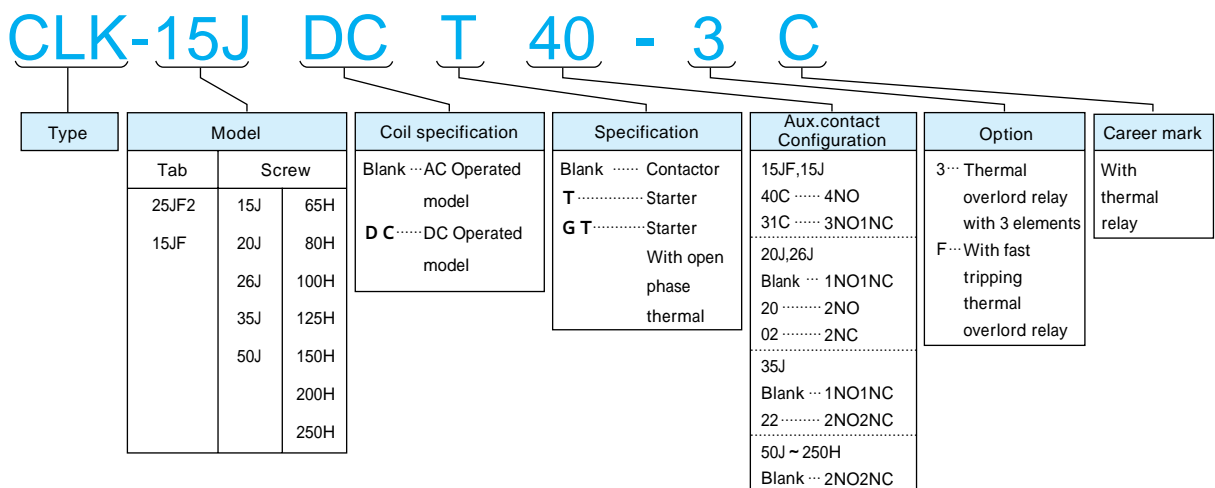 CLK-15J DC T 40 - 3 C
Type
Model
Tab
Screw
25JF2
15JF
15J
20J
26J
35J
50J
65H
80H
100H
125H
150H
200H
250H
Coil specification
Blank ··· AC Operated
model
DC ······ DC Operated
model
Specification
Blank ······ Contactor
T ··············· Starter
GT ············ Starter
With open
phase
thermal
Aux.contact
Configuration
15JF,15J
40C ······ 4NO
31C ······ 3NO1NC
20J,26J
Blank ··· 1NO1NC
20 ········· 2NO
02 ········· 2NC
35J
Blank ··· 1NO1NC
22 ········· 2NO2NC
50J ~ 250H
Blank ··· 2NO2NC
Option
3 ··· Thermal
overlord relay
with 3 elements
F ··· With fast
tripping
thermal
overlord relay
Career mark
With
thermal
relay